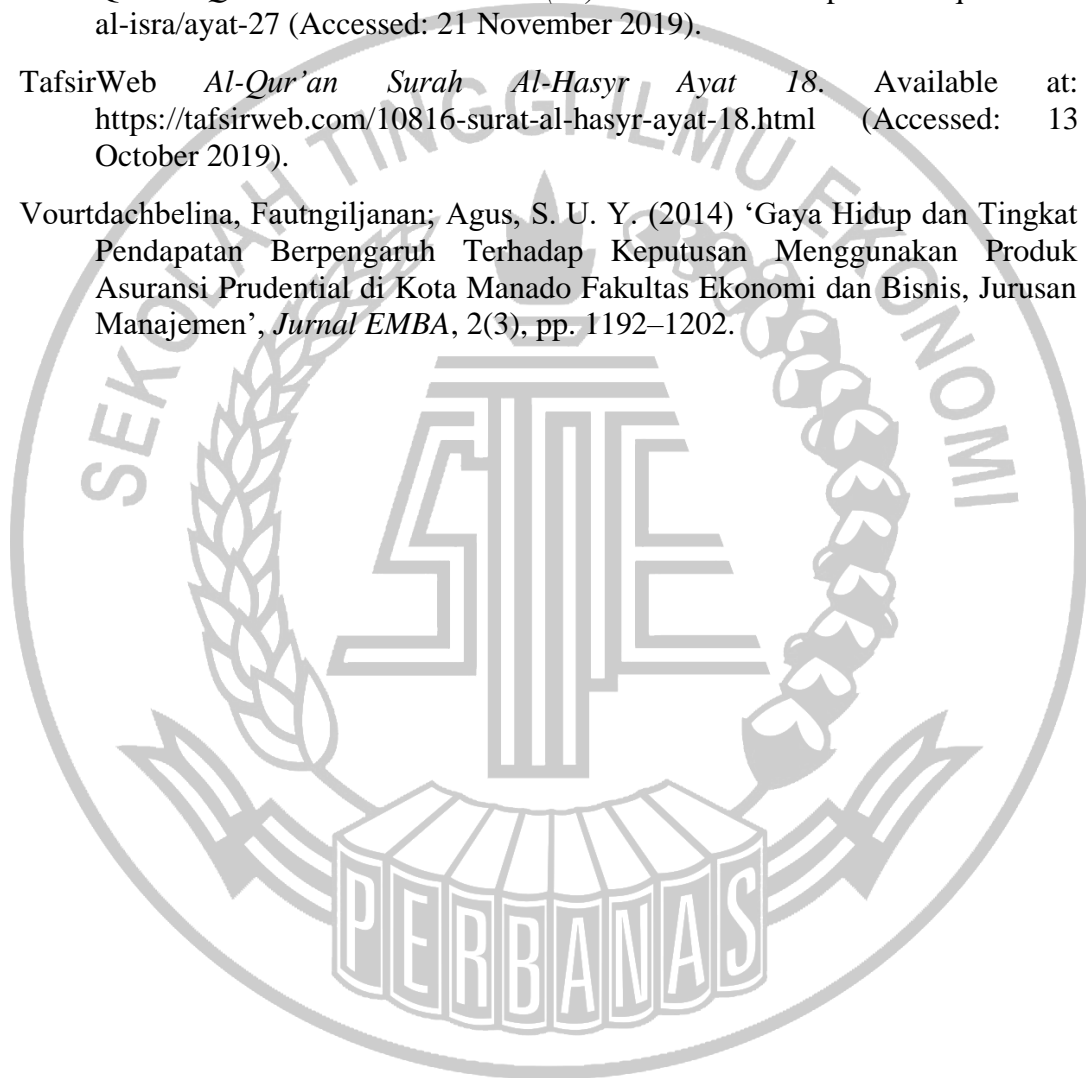 al-isra/ayat-27 (Accessed: 21 November 2019).
TafsirWeb Al-Qur’an Surah Al-Hasyr Ayat 18. Available at:
https://tafsirweb.com/10816-surat-al-hasyr-ayat-18.html (Accessed: 13
October 2019).
Vourtdachbelina, Fautngiljanan; Agus, S. U. Y. (2014) ‘Gaya Hidup dan Tingkat
Pendapatan Berpengaruh Terhadap Keputusan Menggunakan Produk
Asuransi Prudential di Kota Manado Fakultas Ekonomi dan Bisnis, Jurusan
Manajemen’, Jurnal EMBA, 2(3), pp. 1192–1202.
SEKOLAH TINGGI ILMU EKONOMI
STIE
PERBANAS